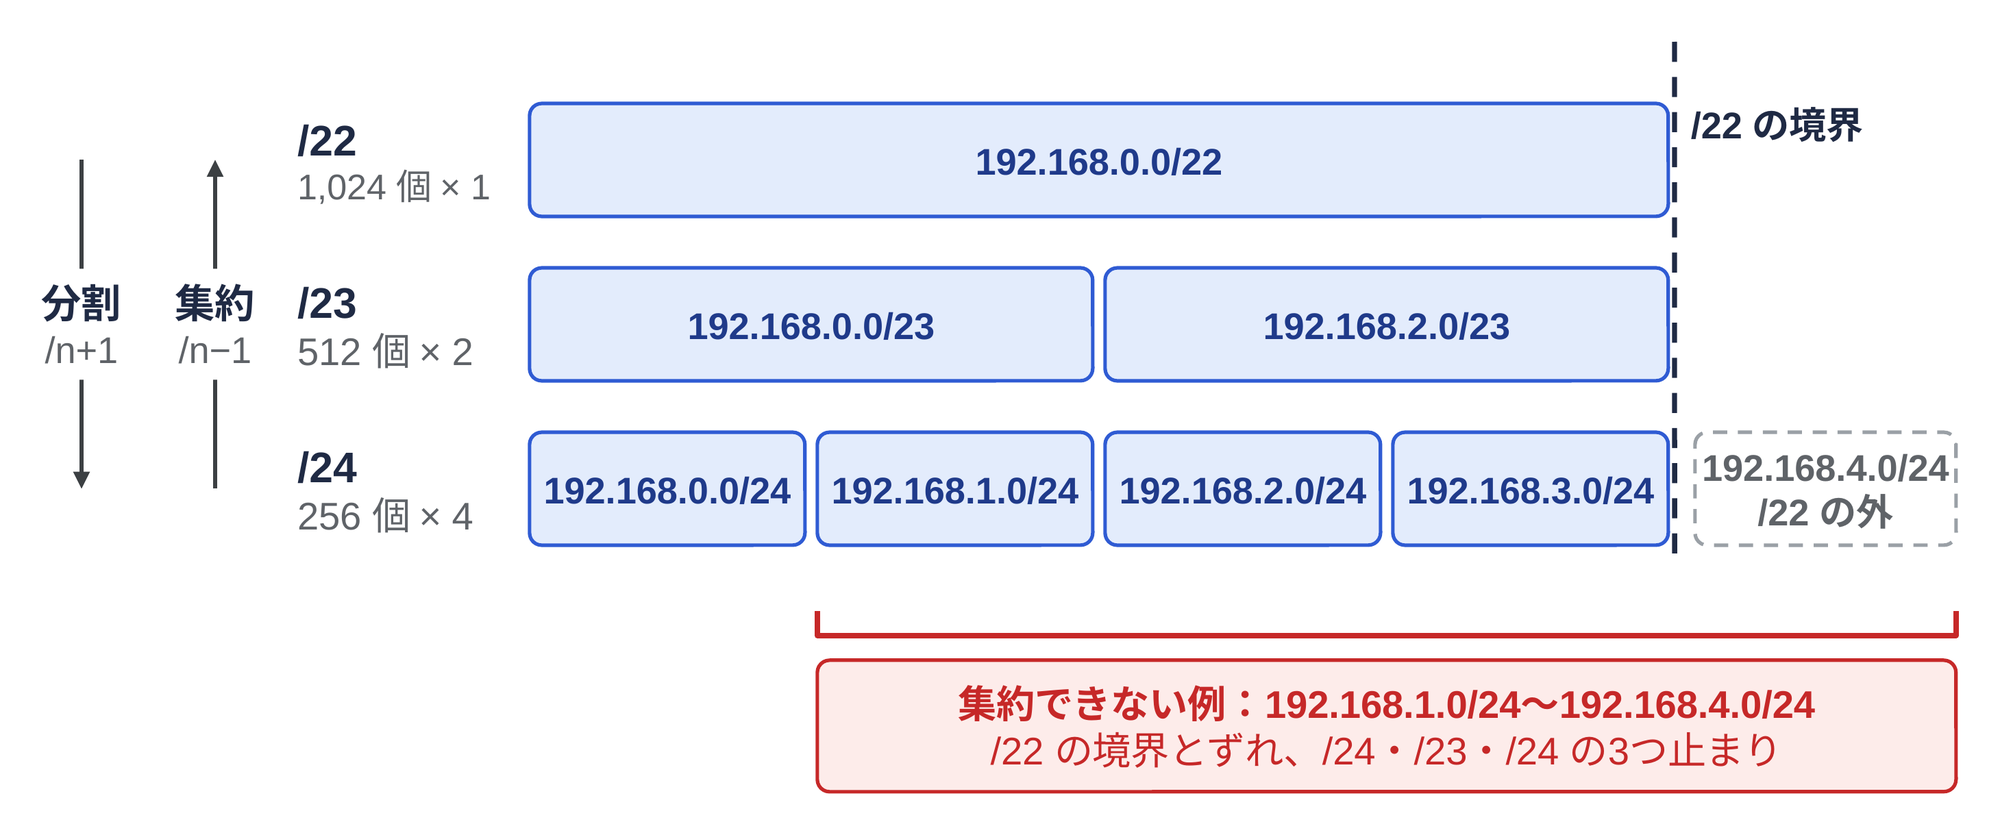 /22 の境界
/22
1,024 個 × 1
192.168.0.0/22
分割
/n+1
集約
/n−1
/23
512 個 × 2
192.168.0.0/23
192.168.2.0/23
/24
256 個 × 4
192.168.0.0/24
192.168.1.0/24
192.168.2.0/24
192.168.3.0/24
192.168.4.0/24
/22 の外
集約できない例：192.168.1.0/24〜192.168.4.0/24
/22 の境界とずれ、/24・/23・/24 の3つ止まり